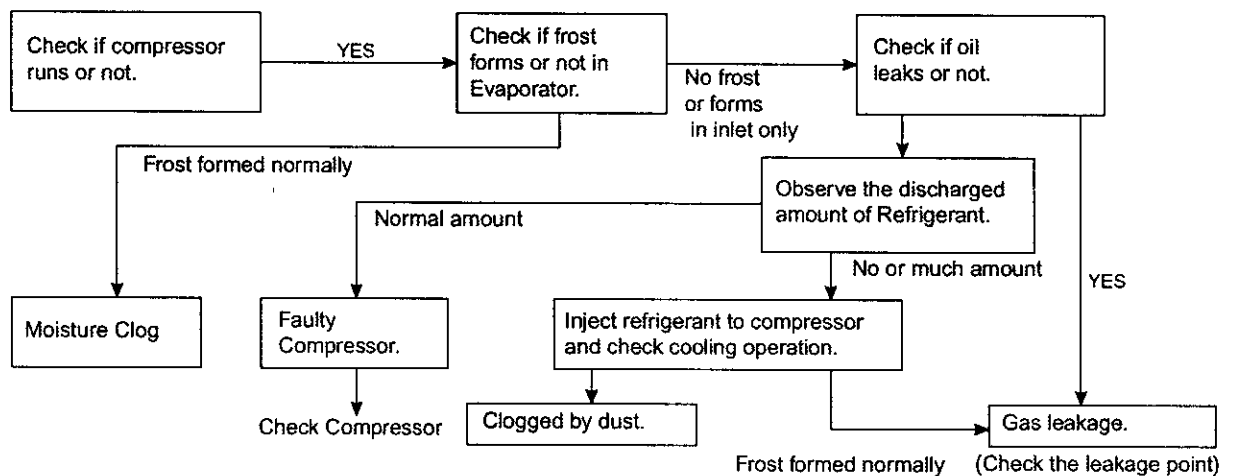 Check if compressor
runs or not.
YES
Check if frost
forms or not in
Evaporator.
No frost
or forms
in inlet only
Check if oil
leaks or not.
Frost formed normally
Observe the discharged
amount of Refrigerant.
Normal amount
No or much amount
YES
Moisture Clog
Faulty
Compressor.
Inject refrigerant to compressor
and check cooling operation.
Check Compressor
Clogged by dust.
Gas leakage.
Frost formed normally
(Check the leakage point)